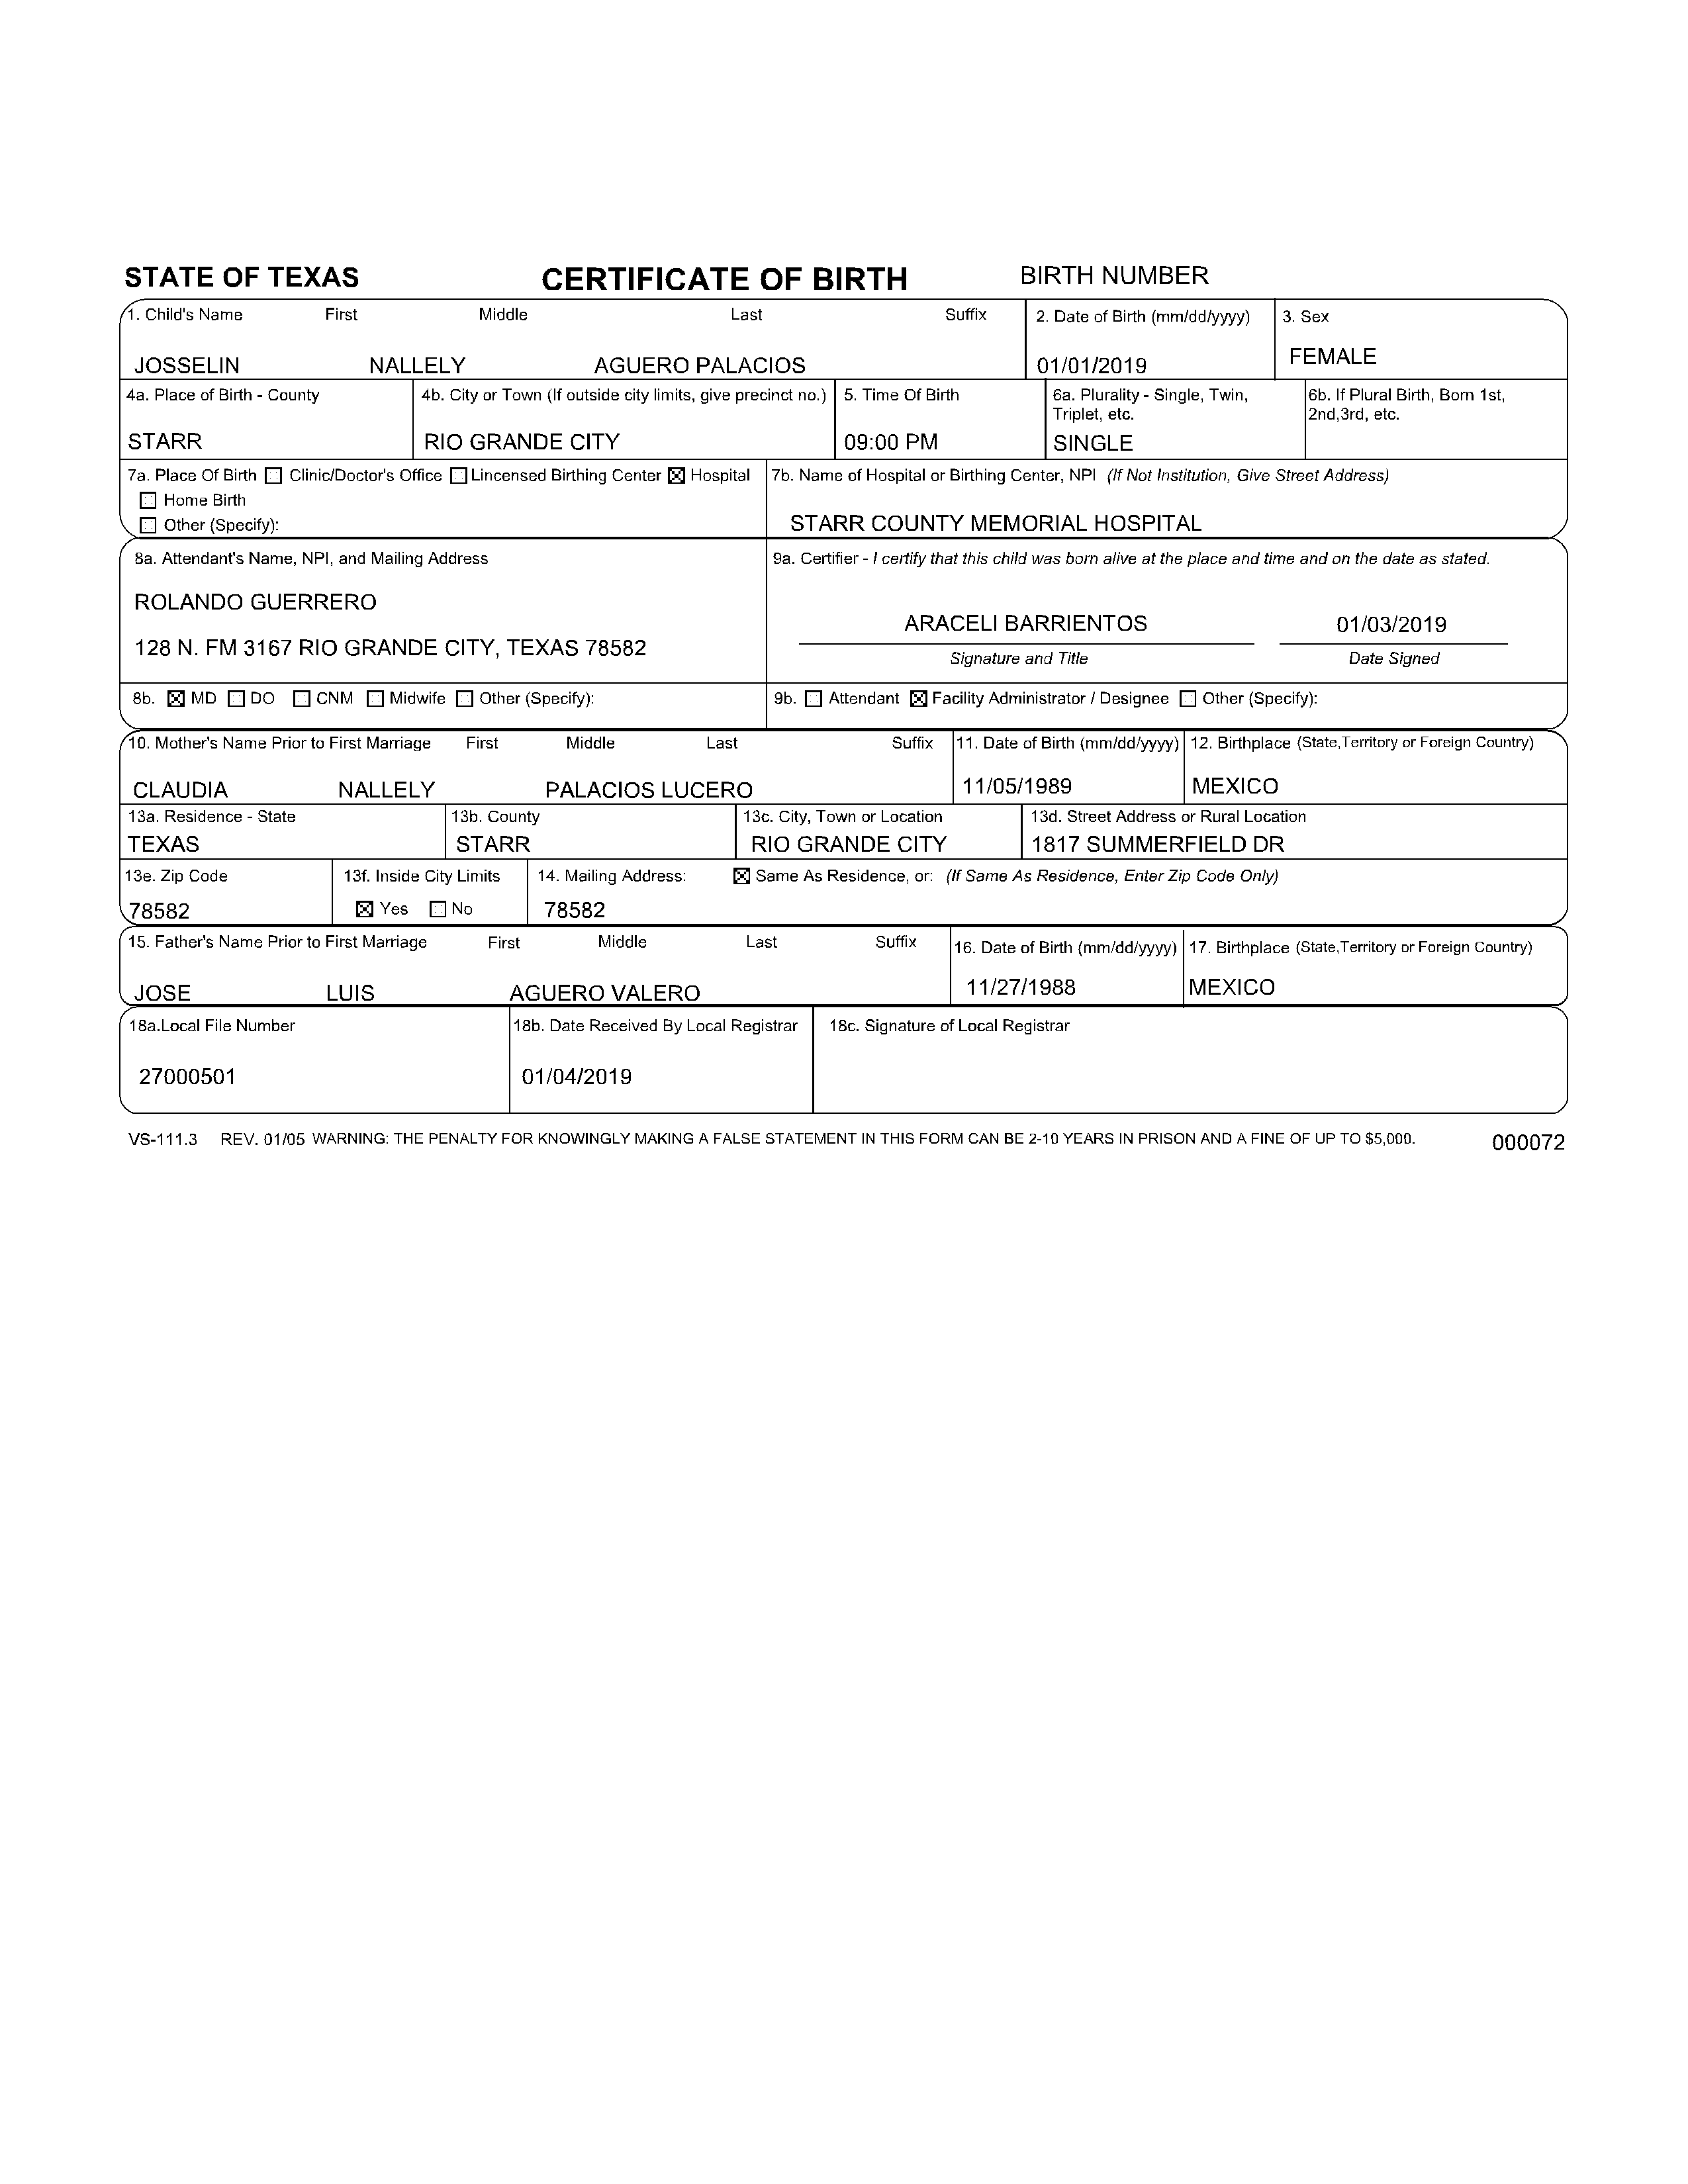 STATE OF TEXAS CERTIFICATE OF BIRTH BIRTH NUMBER
1. Child's Name First Middle Last Suffix 2. Date of Birth (mm/dd/yyyy) 3. Sex
JOSSELIN NALLELY AGUERO PALACIOS 01/01/2019 FEMALE
4a. Place of Birth - County 4b. City or Town (If outside city limits, give precinct no.) 5. Time Of Birth 6a. Plurality - Single, Twin, 6b. If Plural Birth, Born 1st,
Triplet, etc. 2nd,3rd, etc.
STARR RIO GRANDE CITY 09:00 PM SINGLE
7a. Place Of Birth Clinic/Doctor's Office Lincensed Birthing Center Hospital 7b. Name of Hospital or Birthing Center, NPI (If Not Institution, Give Street Address)
Home Birth
Other (Specify): STARR COUNTY MEMORIAL HOSPITAL
8a. Attendant's Name, NPI, and Mailing Address 9a. Certifier - I certify that this child was born alive at the place and time and on the date as stated.
ROLANDO GUERRERO
ARACELI BARRIENTOS 01/03/2019
128 N. FM 3167 RIO GRANDE CITY, TEXAS 78582
Signature and Title Date Signed
8b. MD DO CNM Midwife Other (Specify): 9b. Attendant Facility Administrator / Designee Other (Specify):
10. Mother's Name Prior to First Marriage First Middle Last Suffix 11. Date of Birth (mm/dd/yyyy) 12. Birthplace (State,Territory or Foreign Country)
CLAUDIA NALLELY PALACIOS LUCERO 11/05/1989 MEXICO
13a. Residence - State 13b. County 13c. City, Town or Location 13d. Street Address or Rural Location
TEXAS STARR RIO GRANDE CITY 1817 SUMMERFIELD DR
13e. Zip Code 13f. Inside City Limits 14. Mailing Address: Same As Residence, or: (If Same As Residence, Enter Zip Code Only)
78582 Yes No 78582
15. Father's Name Prior to First Marriage First Middle Last Suffix 16. Date of Birth (mm/dd/yyyy) 17. Birthplace (State,Territory or Foreign Country)
JOSE LUIS AGUERO VALERO 11/27/1988 MEXICO
18a.Local File Number 18b. Date Received By Local Registrar 18c. Signature of Local Registrar
27000501 01/04/2019
VS-111.3 REV. 01/05 WARNING: THE PENALTY FOR KNOWINGLY MAKING A FALSE STATEMENT IN THIS FORM CAN BE 2-10 YEARS IN PRISON AND A FINE OF UP TO $5,000. 000072